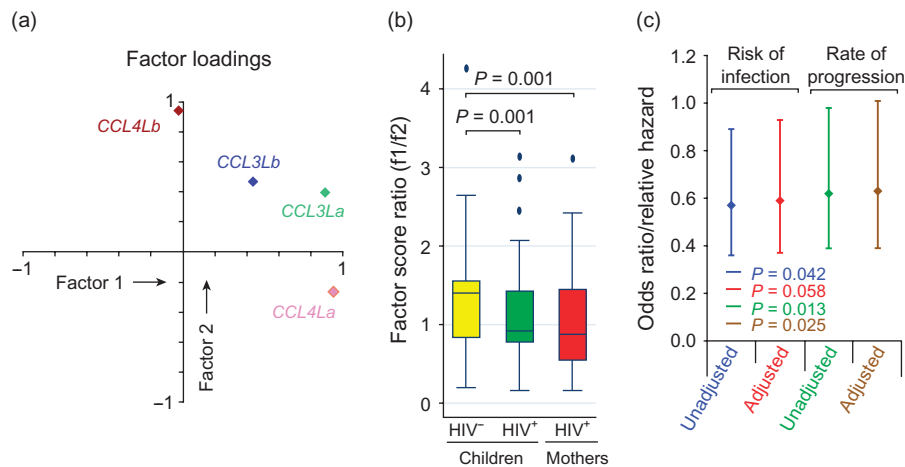 (a)
Factor loadings
1
CCL4Lb
CCL3Lb
CCL3La
−1
1
Factor 1
CCL4La
Factor 2
−1
(b)
Factor score ratio (f1/f2)
4
3
2
1
0
P = 0.001
P = 0.001
HIV− HIV+ HIV+
Children Mothers
(c)
Odds ratio/relative hazard
1.2
1.0
0.8
0.6
0.4
0.2
0.0
Risk of infection
Rate of progression
P = 0.042
P = 0.058
P = 0.013
P = 0.025
Unadjusted
Adjusted
Unadjusted
Adjusted